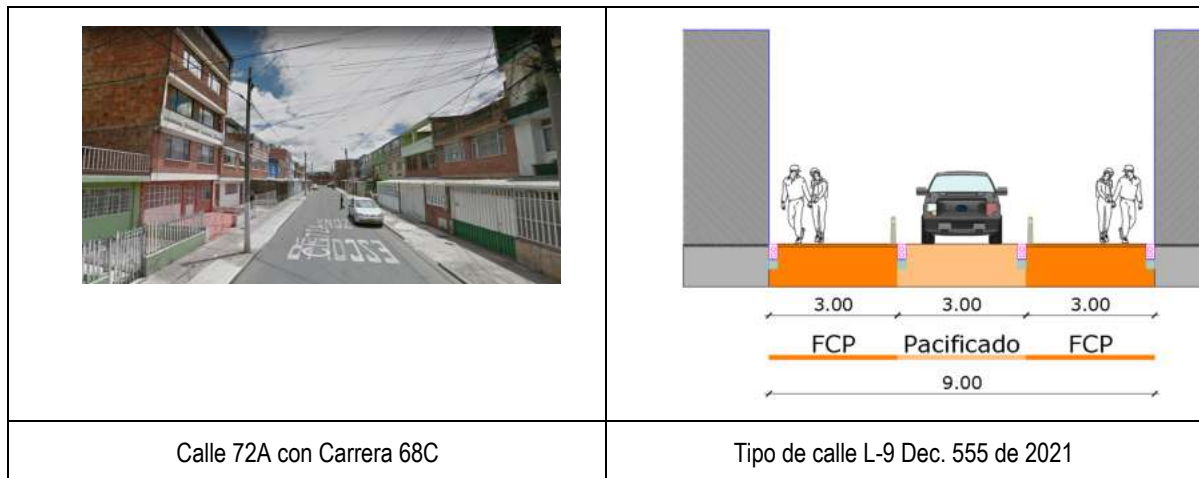 3.00 3.00 3.00
FCP Pacificado FCP
9.00
Calle 72A con Carrera 68C
Tipo de calle L-9 Dec. 555 de 2021